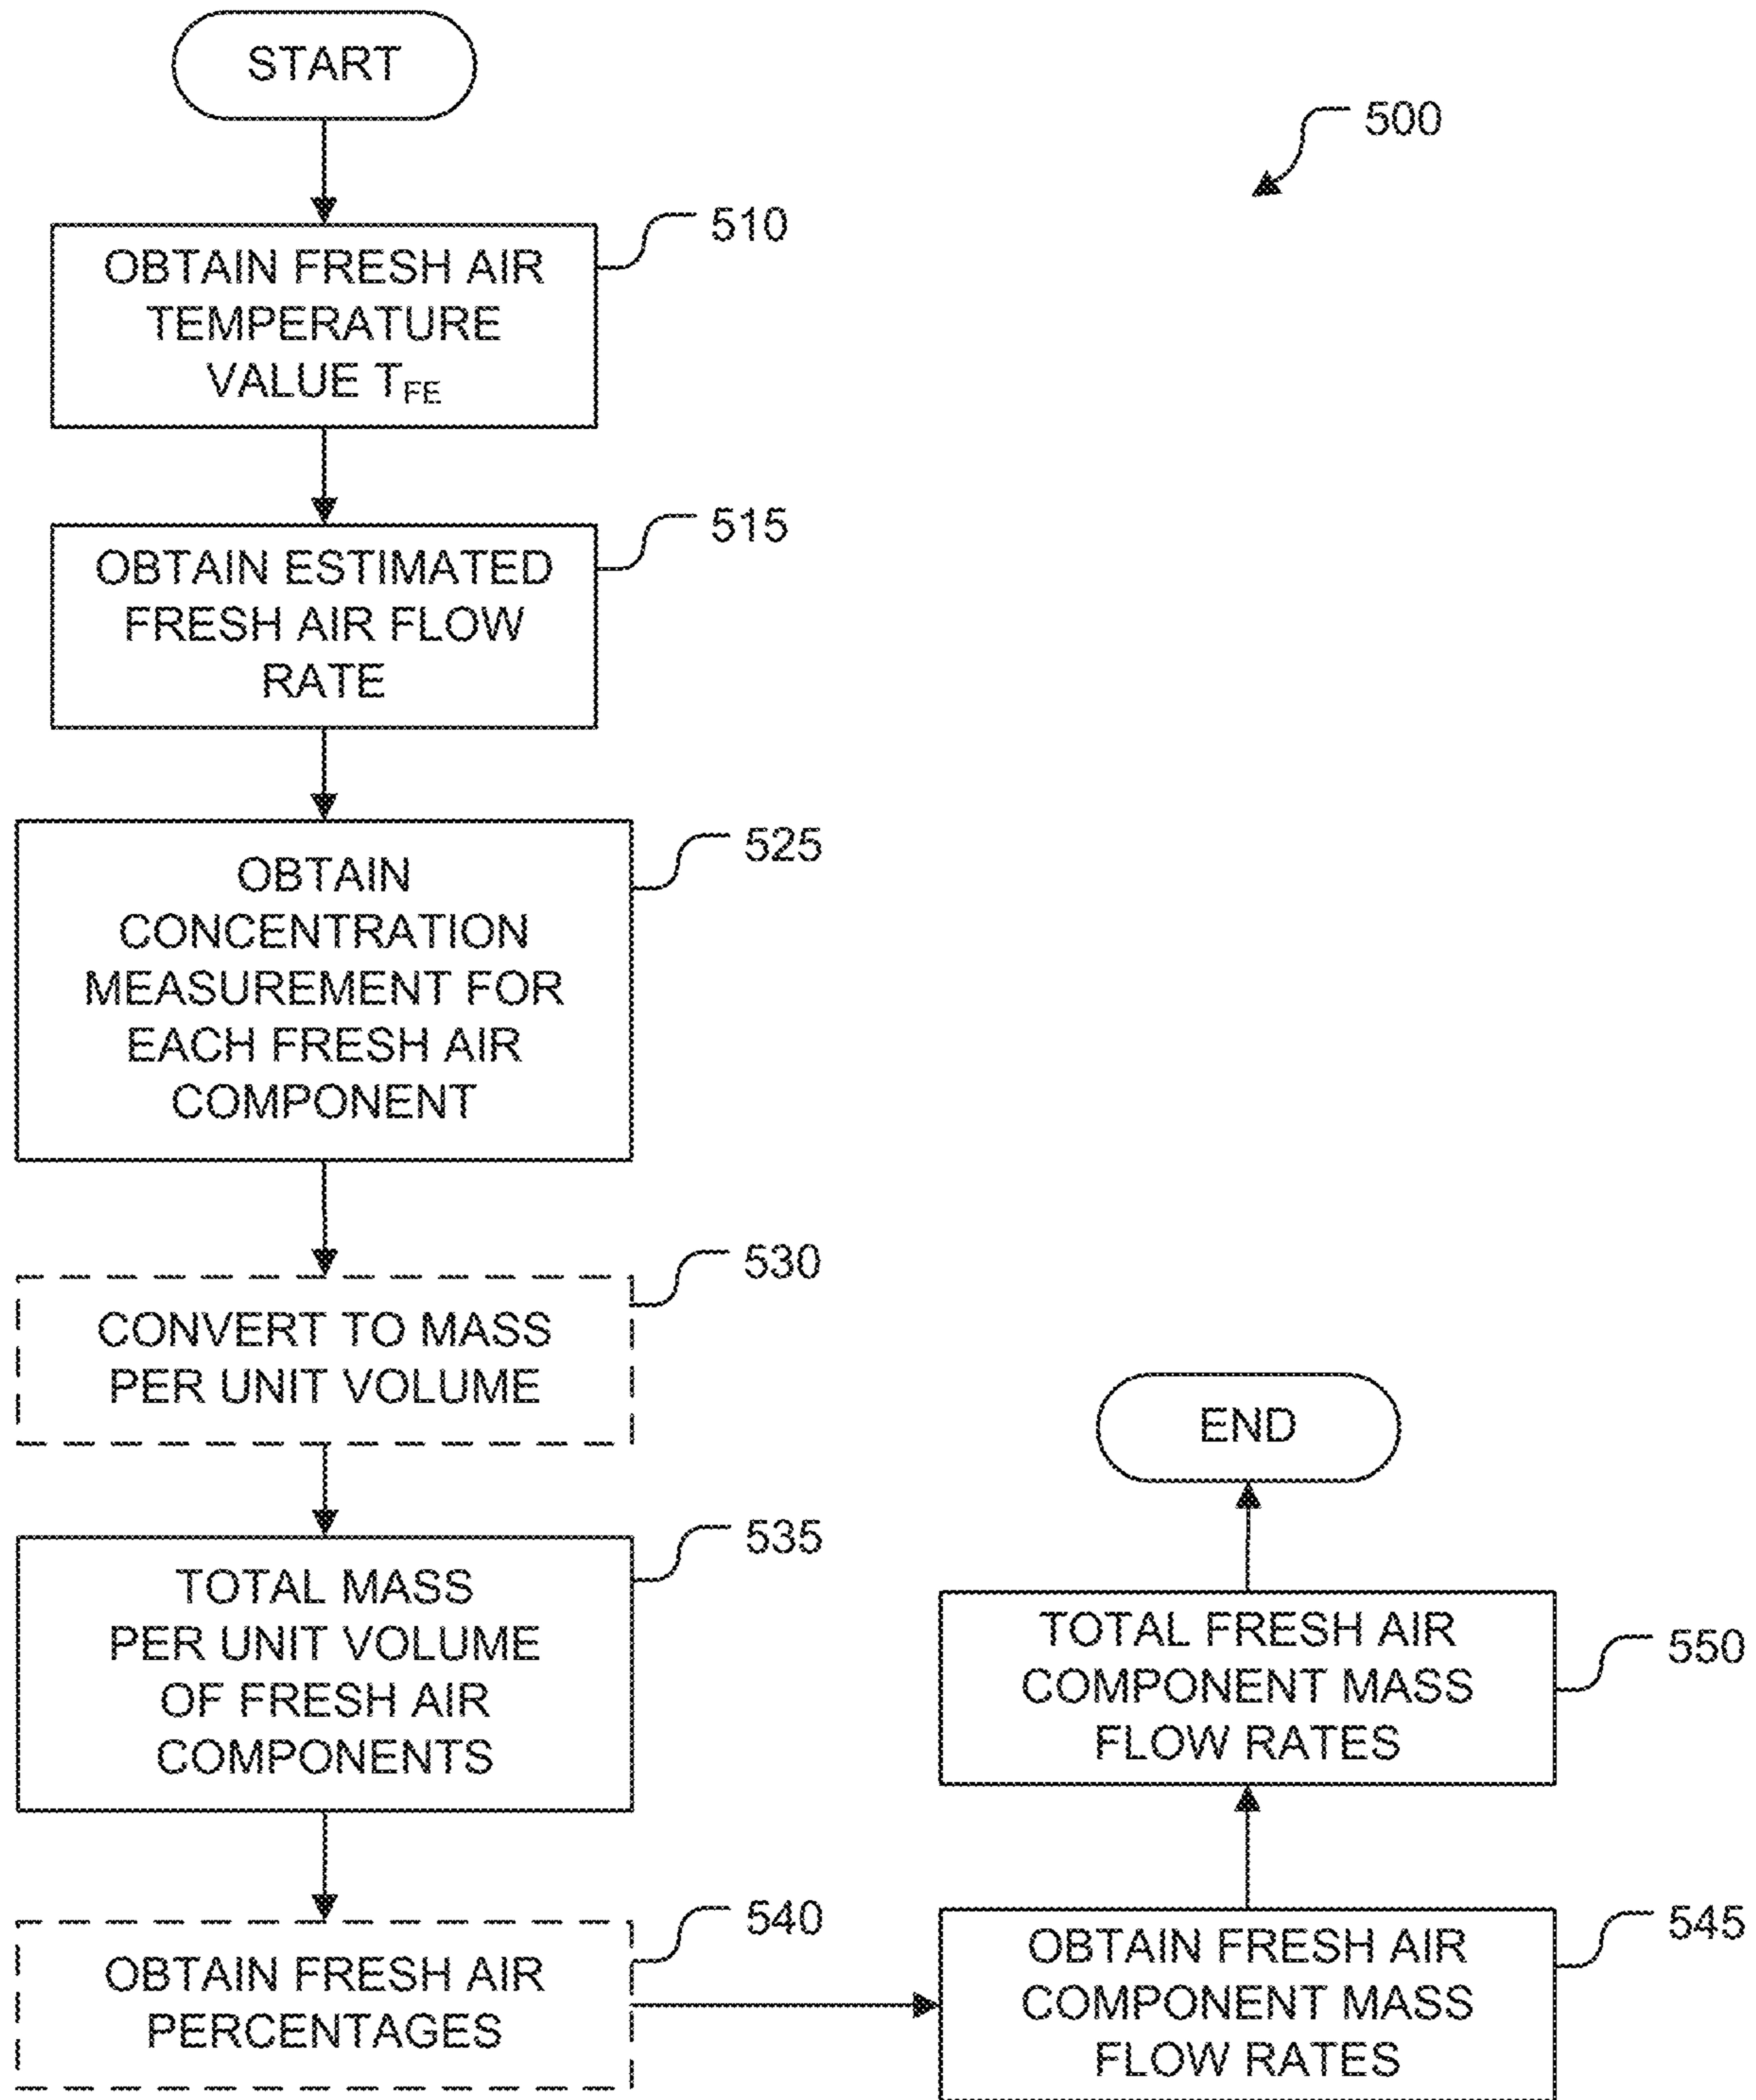 START
500
OBTAIN FRESH AIR
TEMPERATURE
VALUE T_FE
510
OBTAIN ESTIMATED
FRESH AIR FLOW
RATE
515
OBTAIN
CONCENTRATION
MEASUREMENT FOR
EACH FRESH AIR
COMPONENT
525
CONVERT TO MASS
PER UNIT VOLUME
530
TOTAL MASS
PER UNIT VOLUME
OF FRESH AIR
COMPONENTS
535
OBTAIN FRESH AIR
PERCENTAGES
540
OBTAIN FRESH AIR
COMPONENT MASS
FLOW RATES
545
TOTAL FRESH AIR
COMPONENT MASS
FLOW RATES
550
END